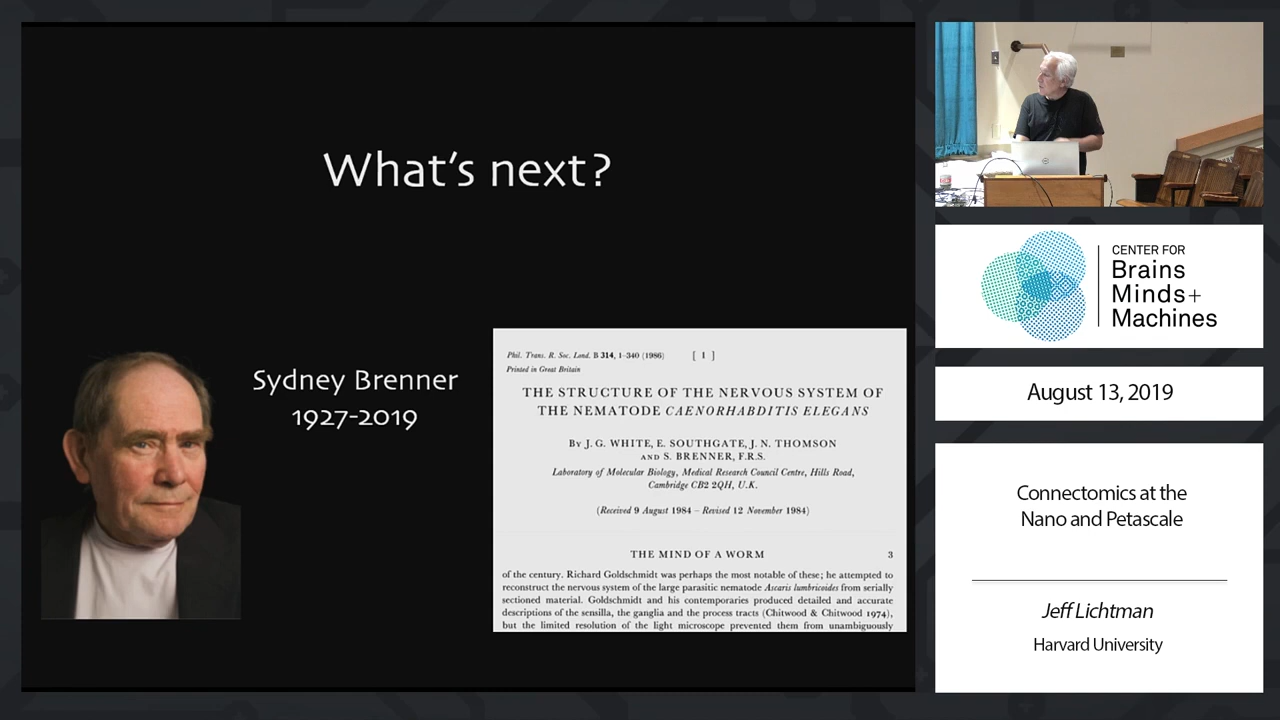 What's next?
Sydney Brenner
1927-2019
Phil. Trans. R. Soc. Lond. B 314, 1–340 (1986) [ 1 ]
Printed in Great Britain
THE STRUCTURE OF THE NERVOUS SYSTEM OF
THE NEMATODE CAENORHABDITIS ELEGANS
By J. G. WHITE, E. SOUTHGATE, J. N. THOMSON
AND S. BRENNER, F.R.S.
Laboratory of Molecular Biology, Medical Research Council Centre, Hills Road,
Cambridge CB2 2QH, U.K.
(Received 9 August 1984 – Revised 12 November 1984)
THE MIND OF A WORM 3
of the century. Richard Goldschmidt was perhaps the most notable of these; he attempted to
reconstruct the nervous system of the large parasitic nematode Ascaris lumbricoides from serially
sectioned material. Goldschmidt and his contemporaries produced detailed and accurate
descriptions of the sensilla, the ganglia and the process tracts (Chitwood & Chitwood 1974),
but the limited resolution of the light microscope prevented them from unambiguously
CENTER FOR
Brains
Minds+
Machines
August 13, 2019
Connectomics at the
Nano and Petascale
Jeff Lichtman
Harvard University